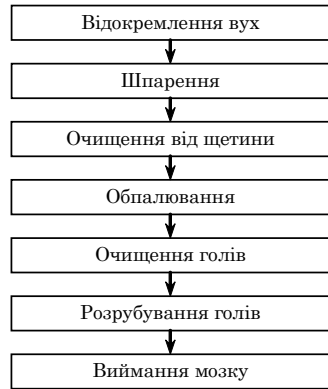 Відокремлення вух
Шпарення
Очищення від щетини
Обпалювання
Очищення голів
Розрубування голів
Виймання мозку